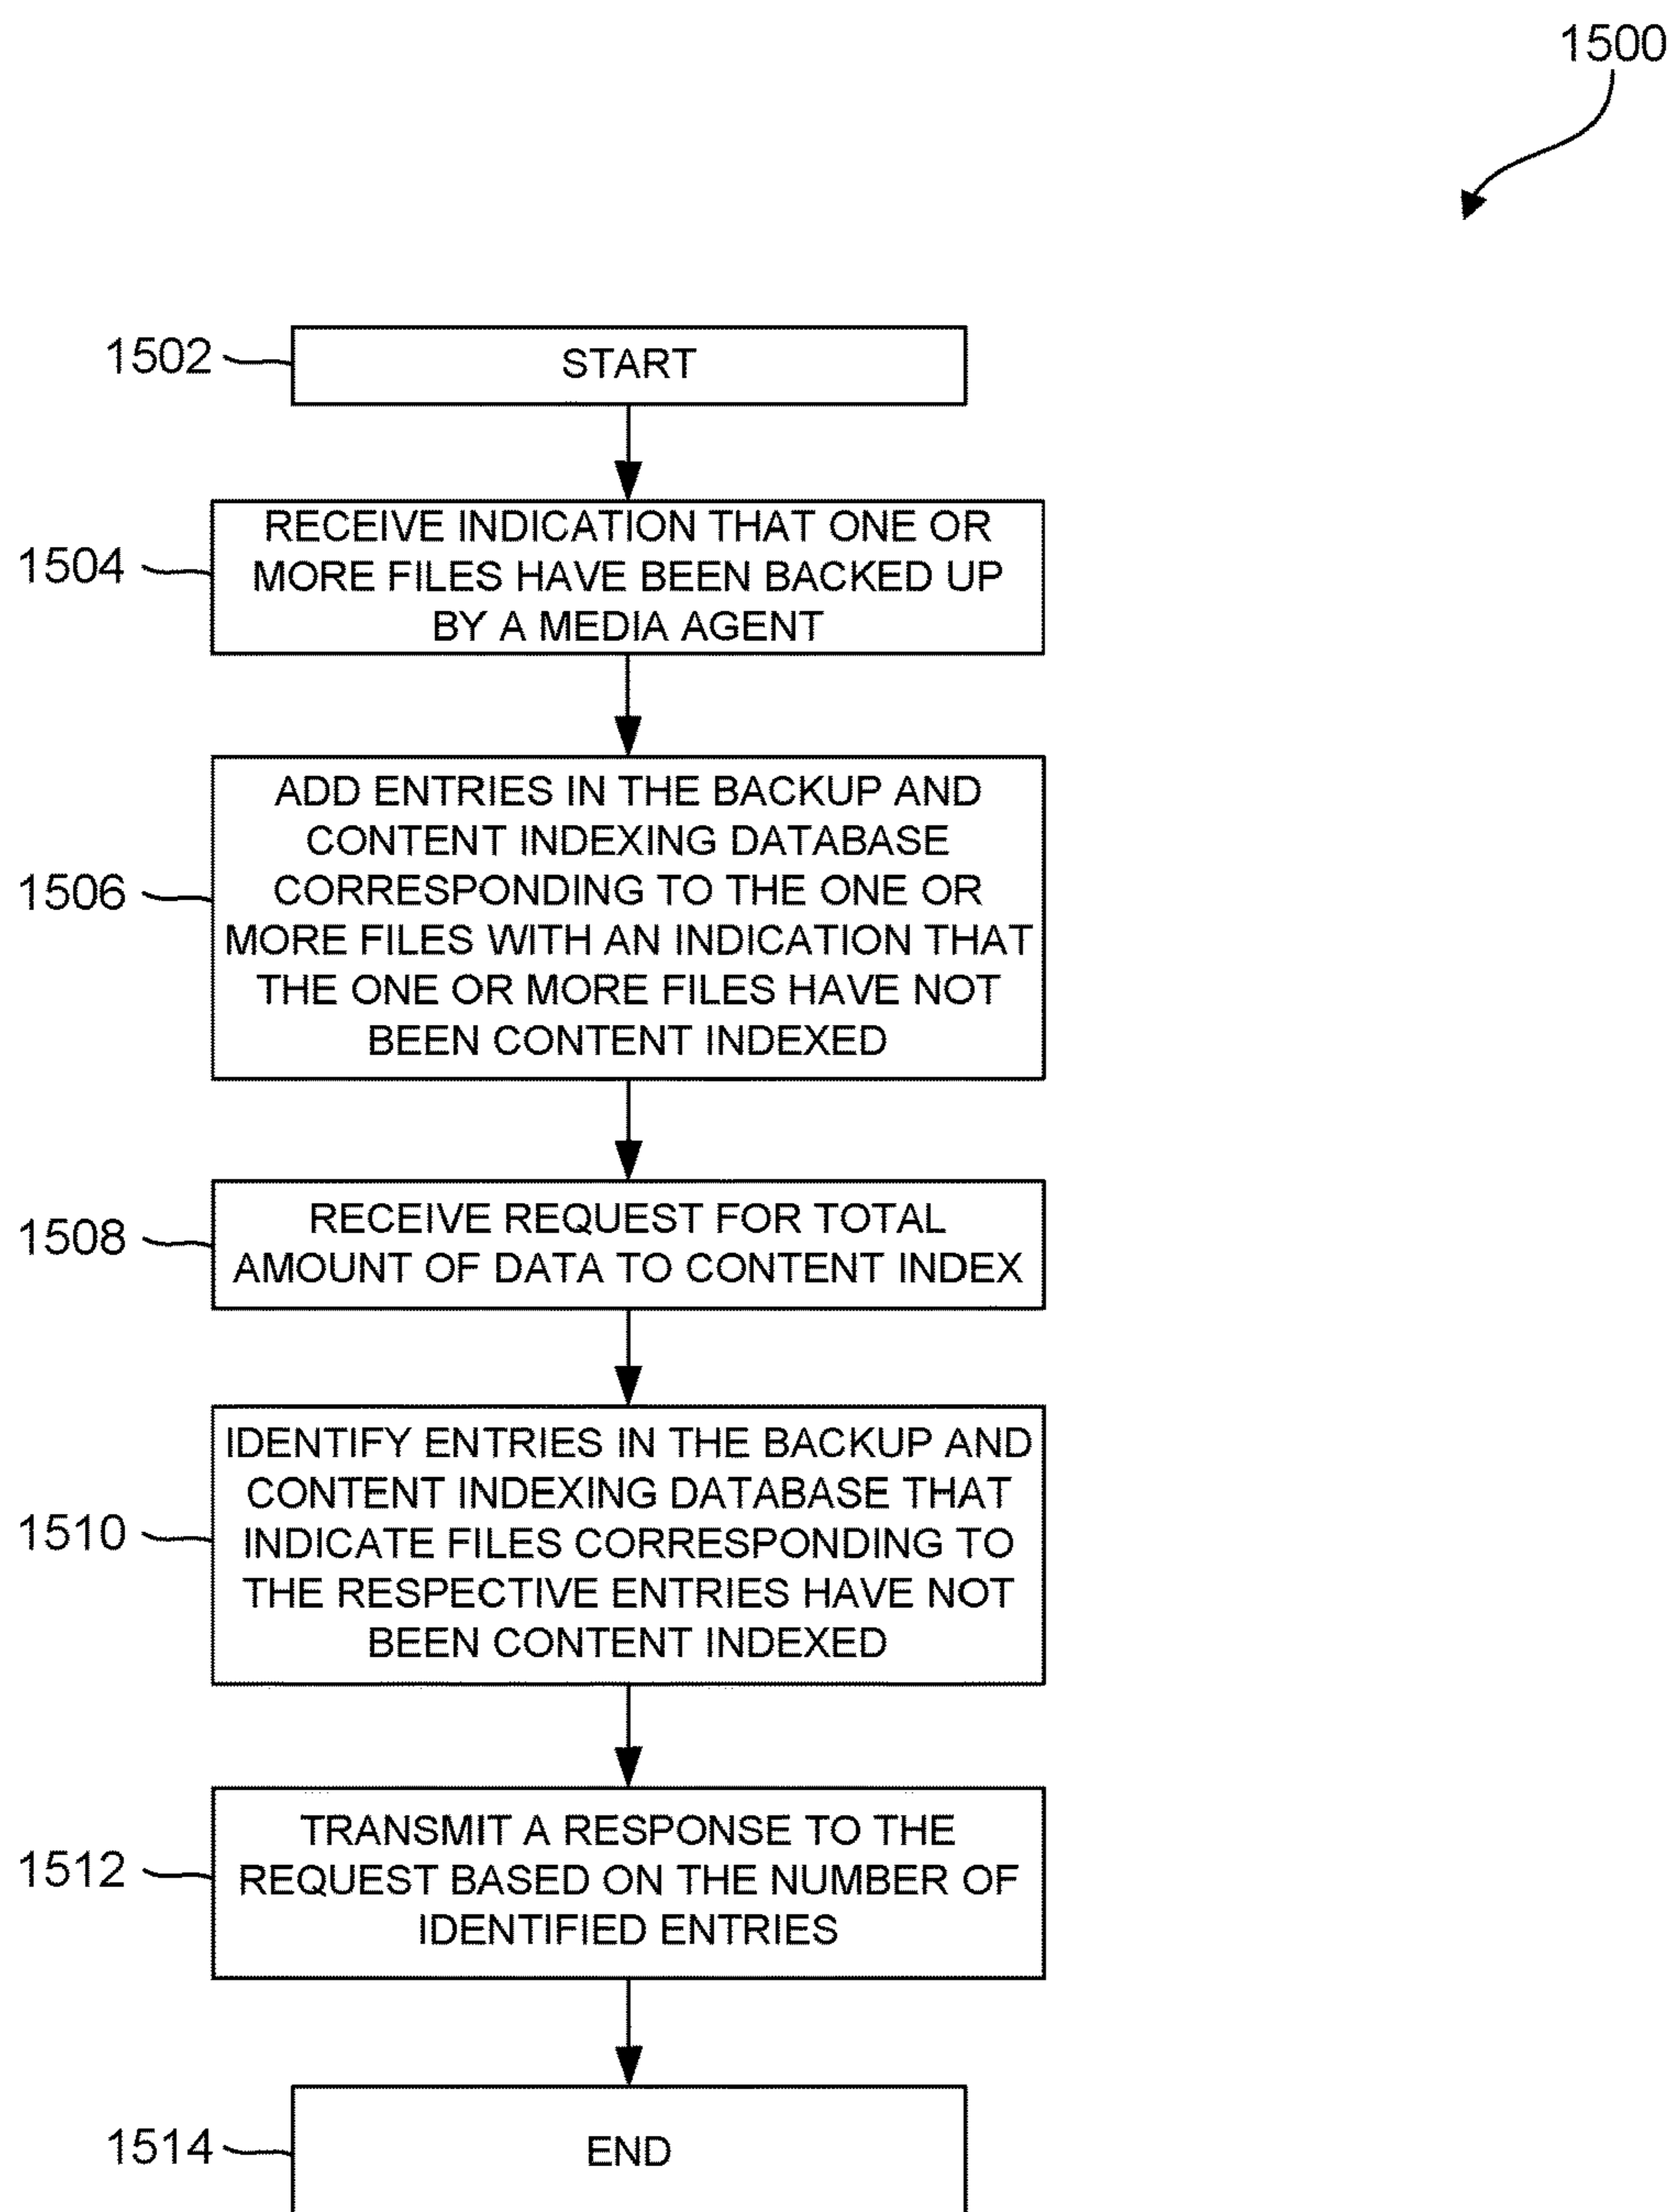 1500
1502
START
1504
RECEIVE INDICATION THAT ONE OR
MORE FILES HAVE BEEN BACKED UP
BY A MEDIA AGENT
1506
ADD ENTRIES IN THE BACKUP AND
CONTENT INDEXING DATABASE
CORRESPONDING TO THE ONE OR
MORE FILES WITH AN INDICATION THAT
THE ONE OR MORE FILES HAVE NOT
BEEN CONTENT INDEXED
1508
RECEIVE REQUEST FOR TOTAL
AMOUNT OF DATA TO CONTENT INDEX
1510
IDENTIFY ENTRIES IN THE BACKUP AND
CONTENT INDEXING DATABASE THAT
INDICATE FILES CORRESPONDING TO
THE RESPECTIVE ENTRIES HAVE NOT
BEEN CONTENT INDEXED
1512
TRANSMIT A RESPONSE TO THE
REQUEST BASED ON THE NUMBER OF
IDENTIFIED ENTRIES
1514
END